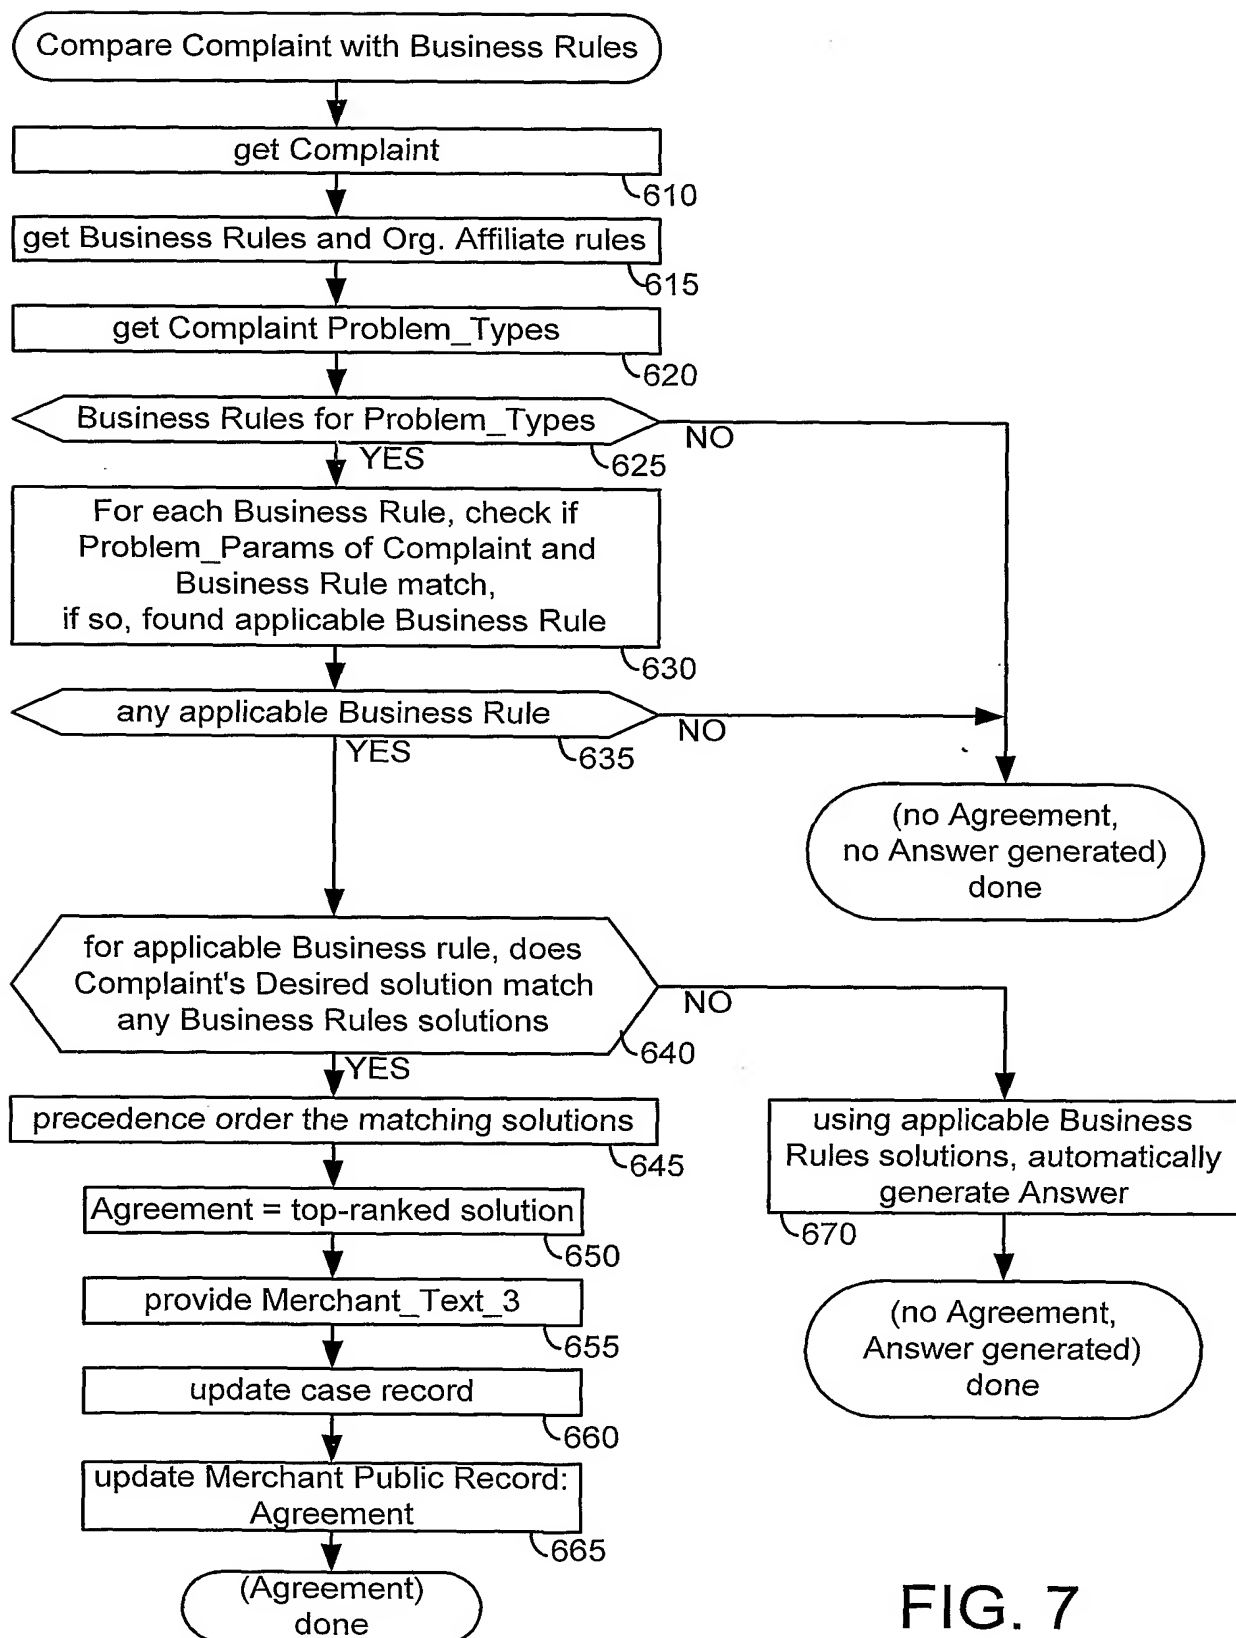 Compare Complaint with Business Rules
get Complaint
610
get Business Rules and Org. Affiliate rules
615
get Complaint Problem_Types
620
Business Rules for Problem_Types
NO
YES
625
For each Business Rule, check if
Problem_Params of Complaint and
Business Rule match,
if so, found applicable Business Rule
630
any applicable Business Rule
NO
YES
635
(no Agreement,
no Answer generated)
done
for applicable Business rule, does
Complaint's Desired solution match
any Business Rules solutions
NO
640
YES
precedence order the matching solutions
645
using applicable Business
Rules solutions, automatically
generate Answer
670
Agreement = top-ranked solution
650
provide Merchant_Text_3
655
(no Agreement,
Answer generated)
done
update case record
660
update Merchant Public Record:
Agreement
665
(Agreement)
done
FIG. 7